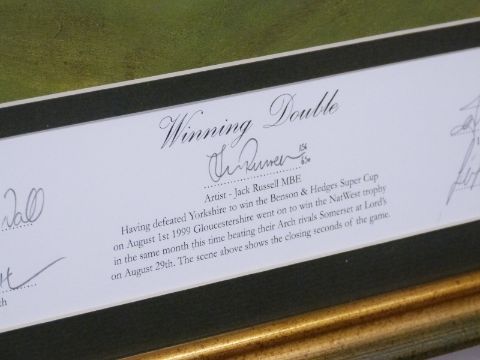 Winning Double
Artist - Jack Russell MBE
Having defeated Yorkshire to win the Benson & Hedges Super Cup
on August 1st 1999 Gloucestershire went on to win the NatWest trophy
in the same month this time beating their Arch rivals Somerset at Lord's
on August 29th. The scene above shows the closing seconds of the game.